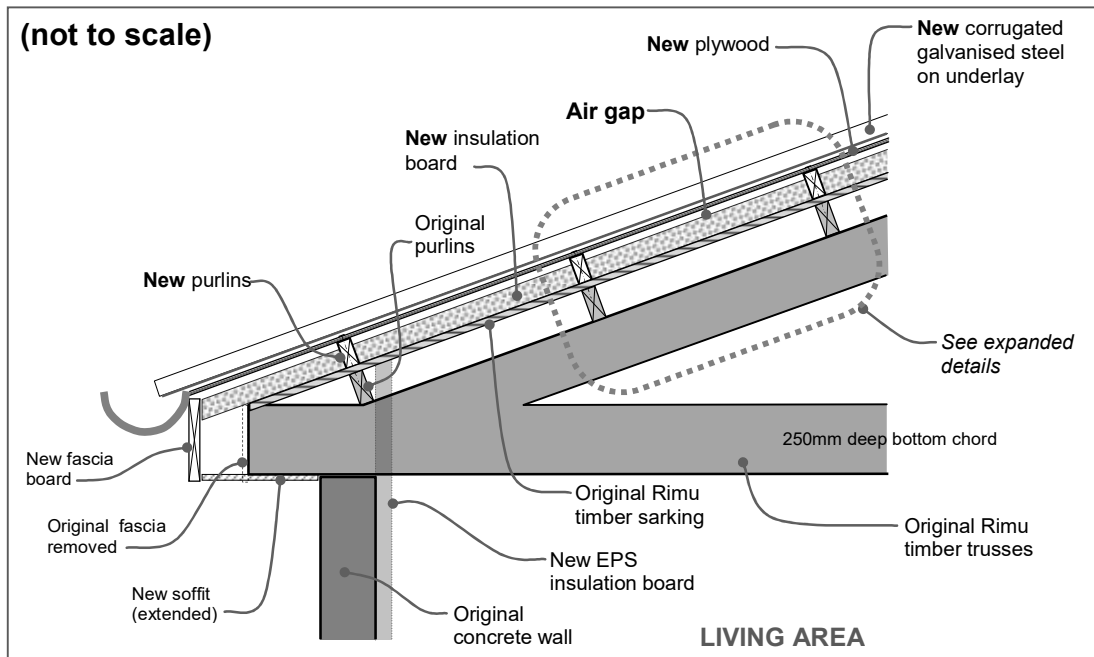 (not to scale)
New plywood
New corrugated
galvanised steel
on underlay
Air gap
New insulation
board
Original
purlins
New purlins
See expanded
details
250mm deep bottom chord
New fascia
board
Original fascia
removed
New soffit
(extended)
Original Rimu
timber sarking
Original Rimu
timber trusses
New EPS
insulation board
Original
concrete wall
LIVING AREA